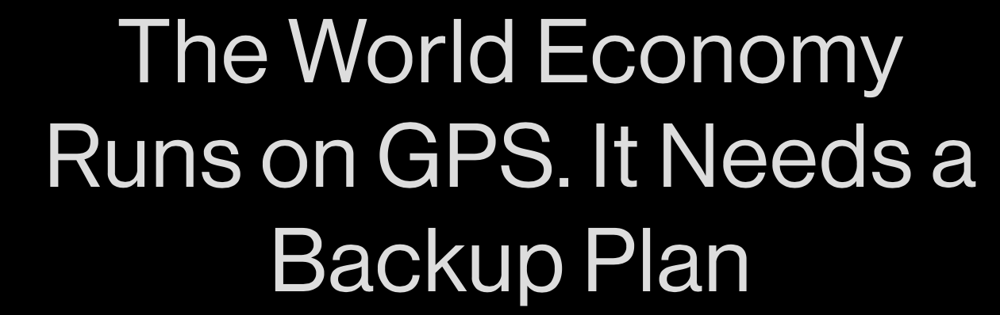 The World Economy
Runs on GPS. It Needs a
Backup Plan